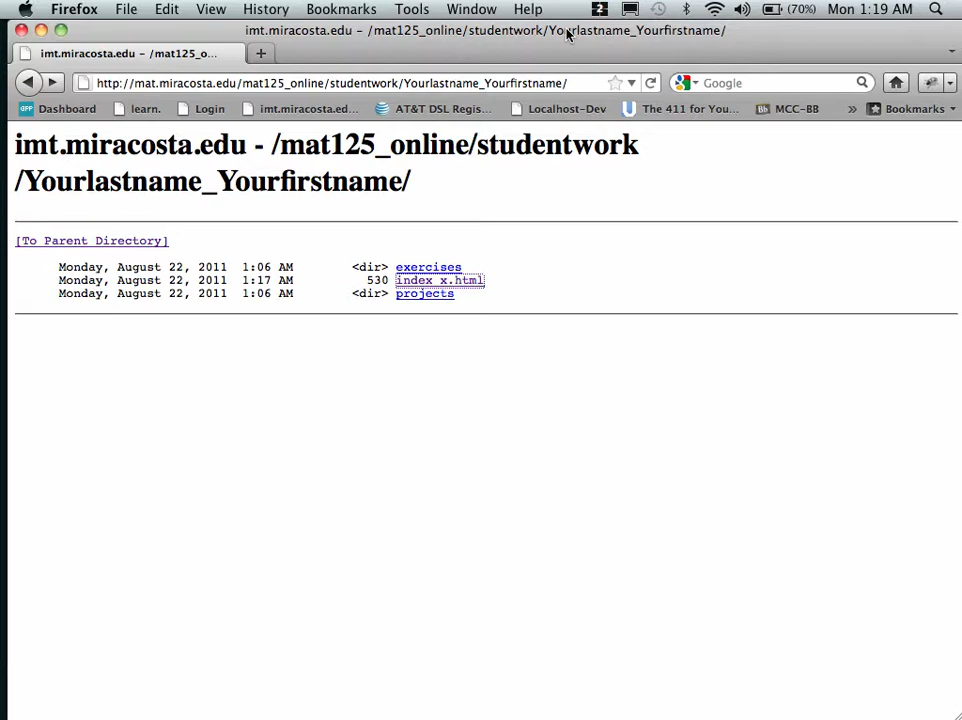 Firefox File Edit View History Bookmarks Tools Window Help 2 (70%) Mon 1:19 AM
imt.miracosta.edu – /mat125_online/studentwork/Yourlastname_Yourfirstname/
imt.miracosta.edu – /mat125_o... +
http://mat.miracosta.edu/mat125_online/studentwork/Yourlastname_Yourfirstname/ Google
Dashboard learn. Login imt.miracosta.ed... AT&T DSL Regis... Localhost-Dev U The 411 for You... Bb MCC-BB » Bookmarks
imt.miracosta.edu - /mat125_online/studentwork
/Yourlastname_Yourfirstname/
[To Parent Directory]
Monday, August 22, 2011 1:06 AM <dir> exercises
Monday, August 22, 2011 1:17 AM 530 index x.html
Monday, August 22, 2011 1:06 AM <dir> projects